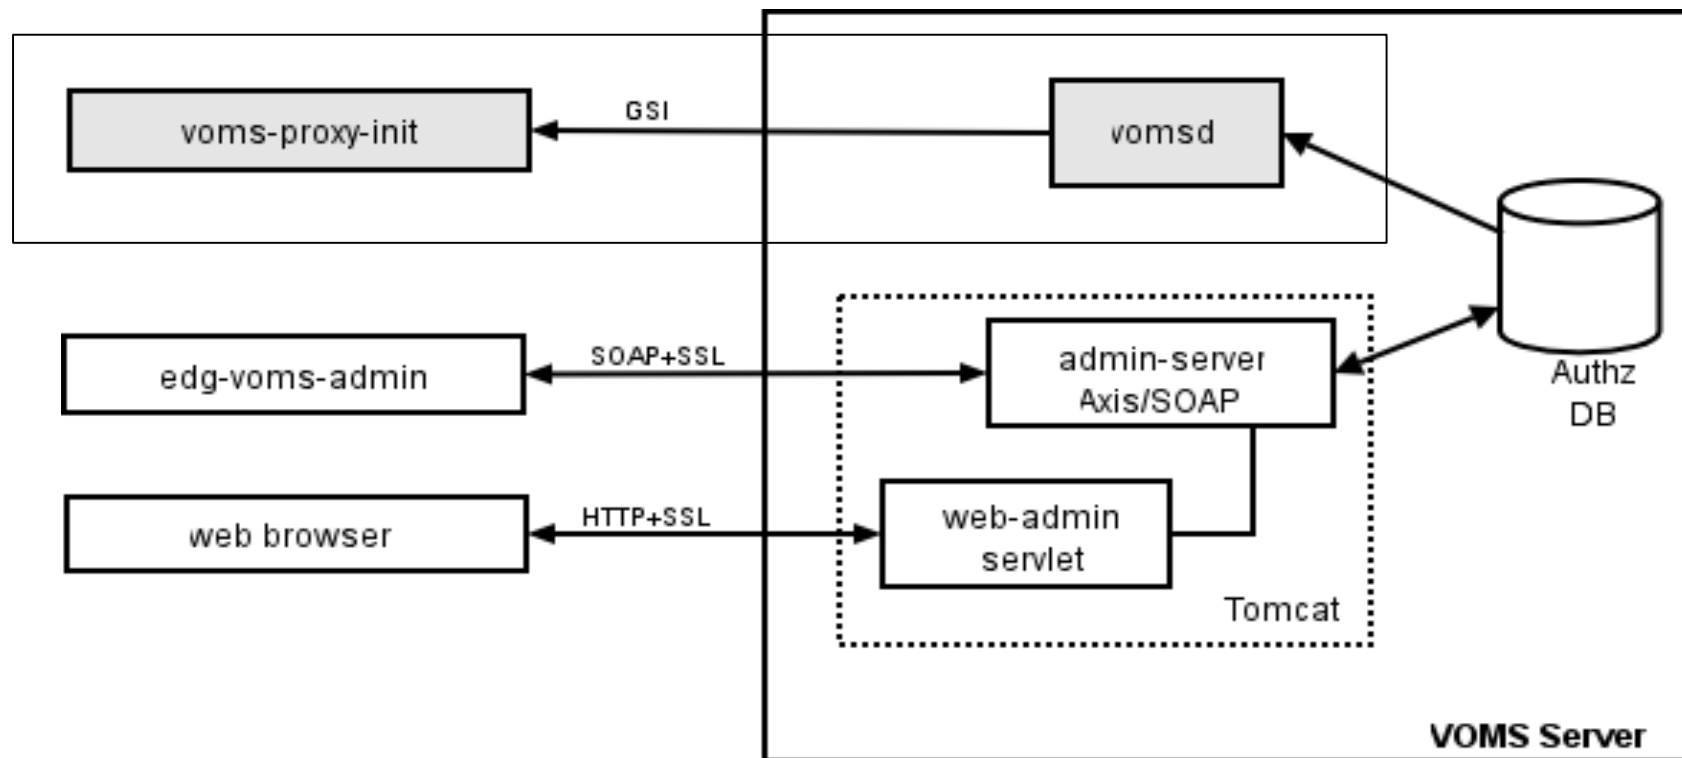 GSI
voms-proxy-init
vomsd
SOAP+SSL
edg-voms-admin
admin-server
Axis/SOAP
Authz
DB
HTTP+SSL
web browser
web-admin
servlet
Tomcat
VOMS Server